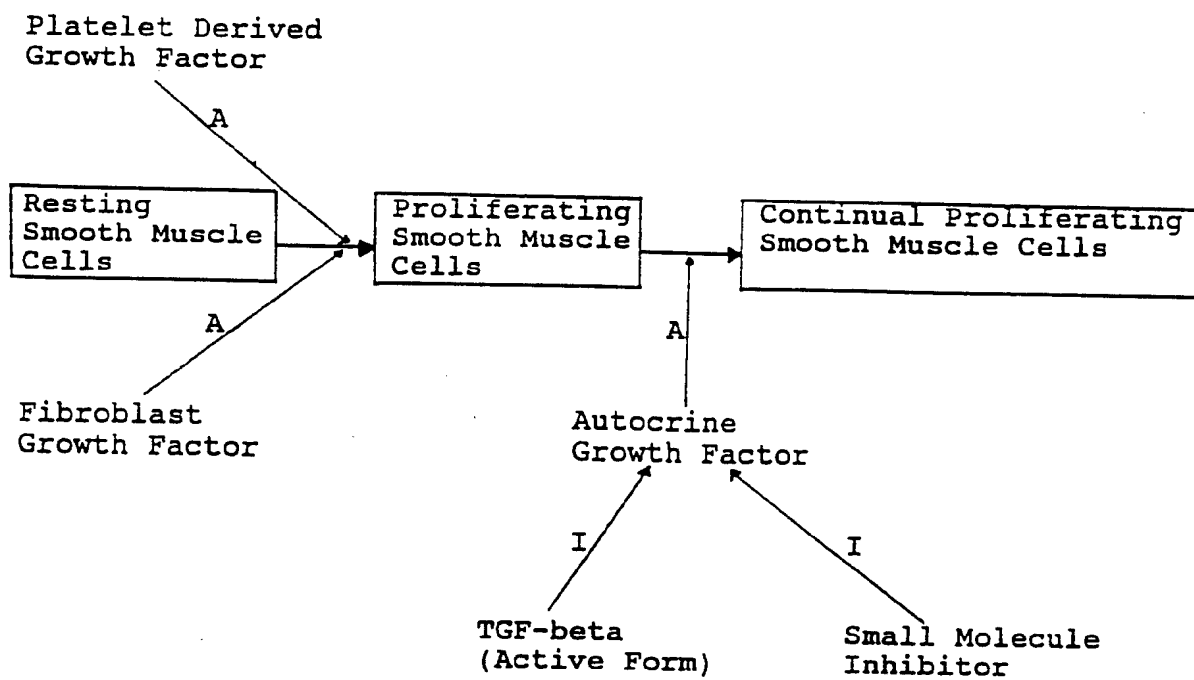 Platelet Derived
Growth Factor
A
Resting
Smooth Muscle
Cells
Proliferating
Smooth Muscle
Cells
Continual Proliferating
Smooth Muscle Cells
A
A
Fibroblast
Growth Factor
Autocrine
Growth Factor
I
I
TGF-beta
(Active Form)
Small Molecule
Inhibitor